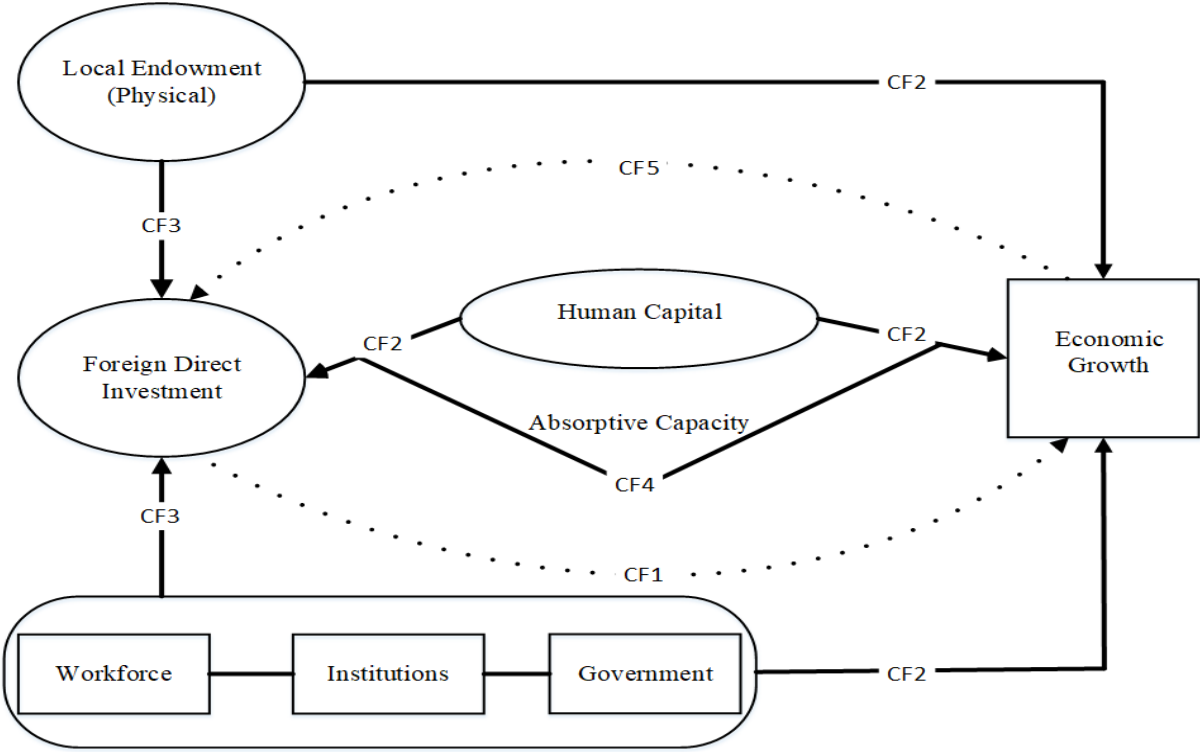 Local Endowment
(Physical)
CF2
CF5
CF3
Human Capital
CF2
CF2
Foreign Direct
Investment
Economic
Growth
Absorptive Capacity
CF4
CF3
CF1
Workforce
Institutions
Government
CF2